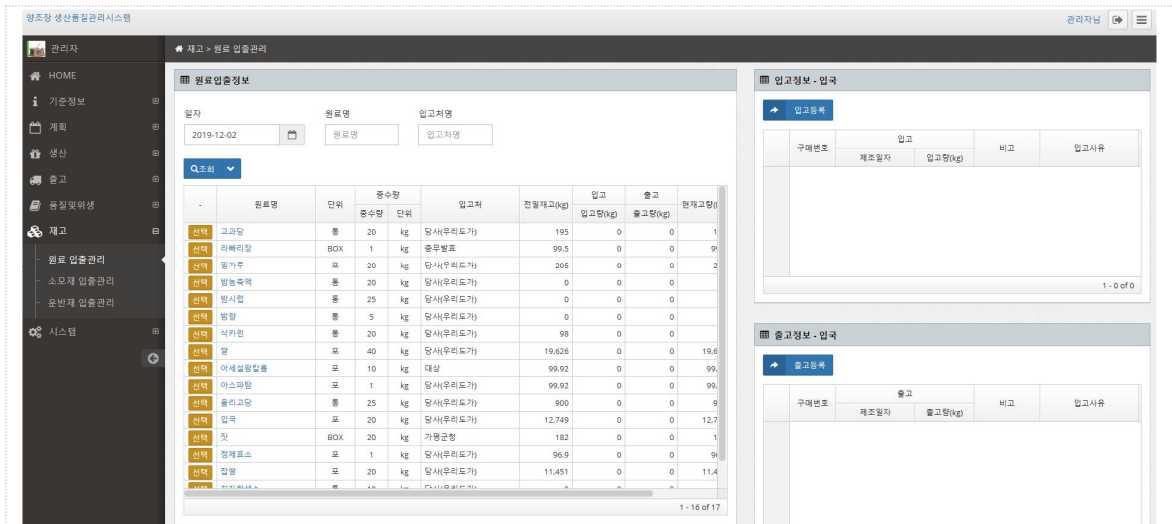 양조장 생산품질관리시스템
관리자님
관리자
재고 > 원료 입출관리
HOME
기준정보
계획
생산
출고
품질및위생
재고
원료 입출관리
소모재 입출관리
운반재 입출관리
시스템
원료입출정보
일자 원료명 입고처명
2019-12-02 원료명 입고처명
조회
- 원료명 단위 중수량 입고처 전일재고(kg) 입고 출고 현재고량(
중수량 단위 입고량(kg) 출고량(kg)
선택 고과당 통 20 kg 당사(우리도가) 195 0 0 1
선택 라빠리장 BOX 1 kg 충무발효 99.5 0 0 9
선택 밀가루 포 20 kg 당사(우리도가) 205 0 0 2
선택 밤농축액 통 20 kg 당사(우리도가) 0 0 0
선택 밤시럽 통 25 kg 당사(우리도가) 0 0 0
선택 밤향 통 5 kg 당사(우리도가) 0 0 0
선택 삭카린 통 20 kg 당사(우리도가) 98 0 0
선택 쌀 포 40 kg 당사(우리도가) 19,626 0 0 19,6
선택 아세설팜칼륨 포 10 kg 대상 99.92 0 0 99.
선택 아스파탐 포 1 kg 당사(우리도가) 99.92 0 0 99.
선택 올리고당 통 25 kg 당사(우리도가) 900 0 0 9
선택 입국 포 20 kg 당사(우리도가) 12,749 0 0 12,7
선택 잣 BOX 20 kg 가평군청 182 0 0 1
선택 정제효소 포 1 kg 당사(우리도가) 96.9 0 0 9
선택 찹쌀 포 20 kg 당사(우리도가) 11,451 0 0 11,4
1 - 16 of 17
입고정보 - 입국
입고등록
구매번호 입고 비고 입고사유
제조일자 입고량(kg)
1 - 0 of 0
출고정보 - 입국
출고등록
구매번호 출고 비고 입고사유
제조일자 출고량(kg)